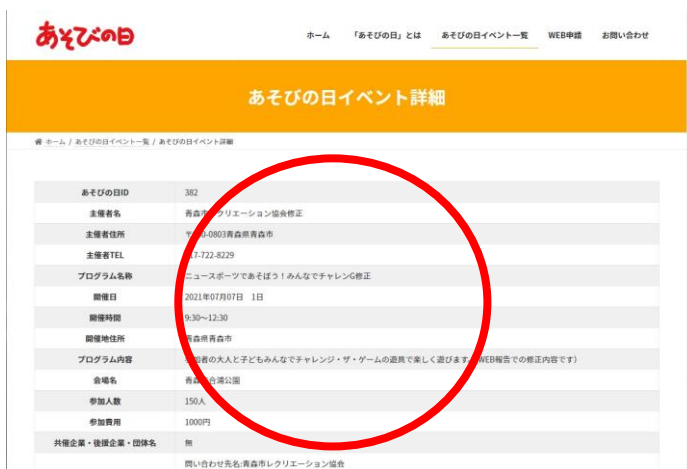 あそびの日
ホーム 「あそびの日」とは あそびの日イベント一覧 WEB申請 お問い合わせ
あそびの日イベント詳細
ホーム / あそびの日イベント一覧 / あそびの日イベント詳細
あそびの日ID 382
主催者名 青森市レクリエーション協会修正
主催者住所 0-0803青森県青森市
主催者TEL 17-722-8229
プログラム名称 ニュースポーツであそぼう!みんなでチャレンG修正
開催日 2021年07月07日 1日
開催時間 9:30～12:30
開催地住所 青森県青森市
プログラム内容 参加者の大人と子どもみんなでチャレンジ・ザ・ゲームの遊具で楽しく遊びます。 WEB報告での修正内容です)
会場名 青森 合浦公園
参加人数 150人
参加費用 1000円
共催企業・後援企業・団体名 無
問い合わせ先名:青森市レクリエーション協会